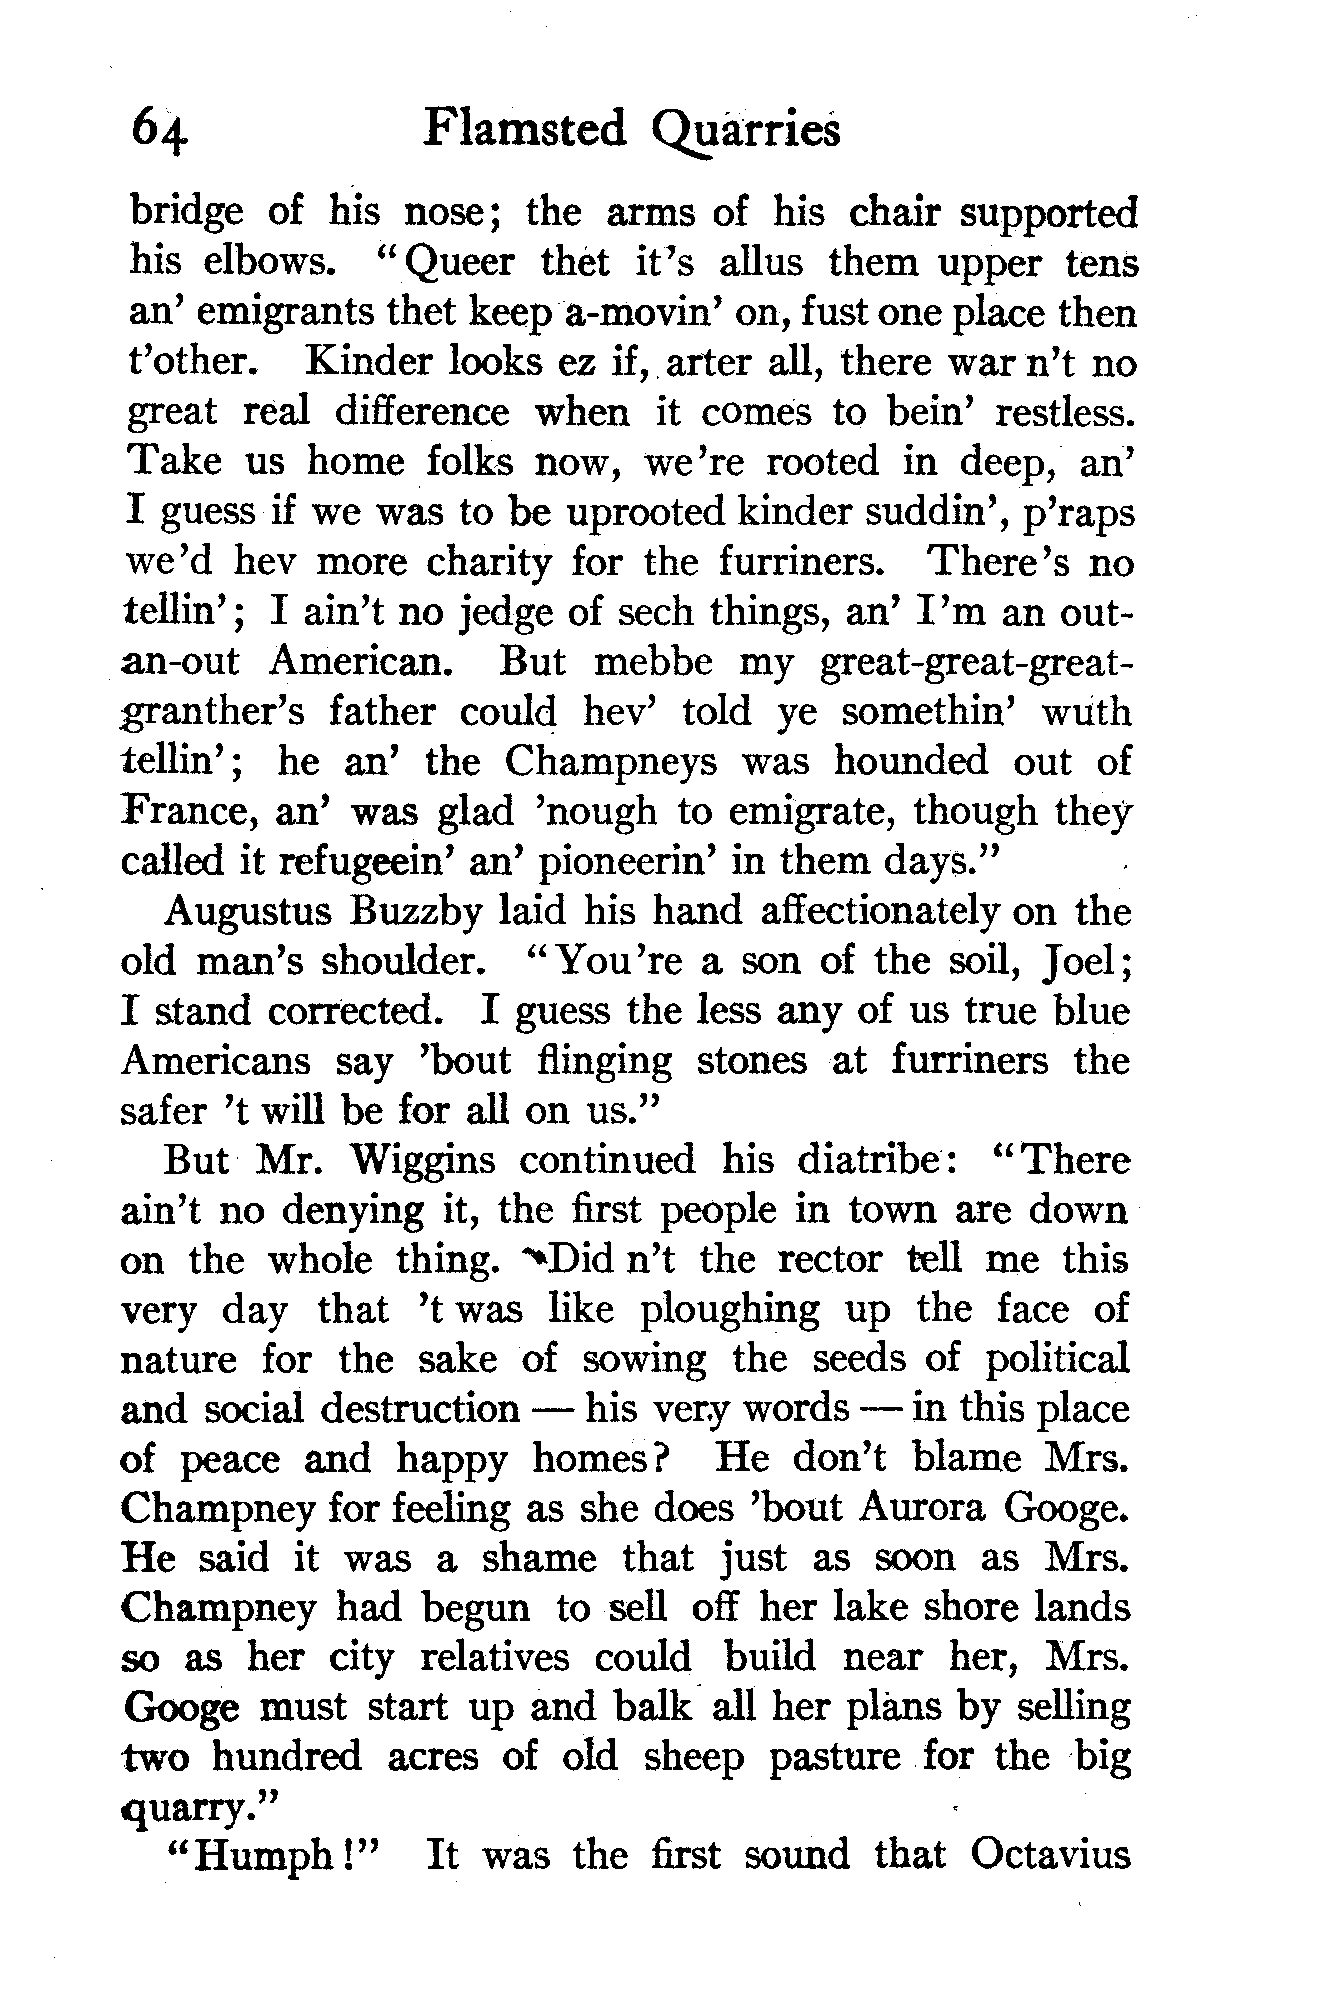 64 Flamsted Quarries
bridge of his nose; the arms of his chair supported
his elbows. "Queer thet it's allus them upper tens
an' emigrants thet keep a-movin' on, fust one place then
t'other. Kinder looks ez if, arter all, there war n't no
great real difference when it comes to bein' restless.
Take us home folks now, we're rooted in deep, an'
I guess if we was to be uprooted kinder suddin', p'raps
we'd hev more charity for the furriners. There's no
tellin'; I ain't no jedge of sech things, an' I'm an out-
an-out American. But mebbe my great-great-great-
granther's father could hev' told ye somethin' wuth
tellin'; he an' the Champneys was hounded out of
France, an' was glad 'nough to emigrate, though they
called it refugeein' an' pioneerin' in them days."
Augustus Buzzby laid his hand affectionately on the
old man's shoulder. "You're a son of the soil, Joel;
I stand corrected. I guess the less any of us true blue
Americans say 'bout flinging stones at furriners the
safer 't will be for all on us."
But Mr. Wiggins continued his diatribe: "There
ain't no denying it, the first people in town are down
on the whole thing. Did n't the rector tell me this
very day that 't was like ploughing up the face of
nature for the sake of sowing the seeds of political
and social destruction — his very words — in this place
of peace and happy homes? He don't blame Mrs.
Champney for feeling as she does 'bout Aurora Googe.
He said it was a shame that just as soon as Mrs.
Champney had begun to sell off her lake shore lands
so as her city relatives could build near her, Mrs.
Googe must start up and balk all her plans by selling
two hundred acres of old sheep pasture for the big
quarry."
"Humph!" It was the first sound that Octavius